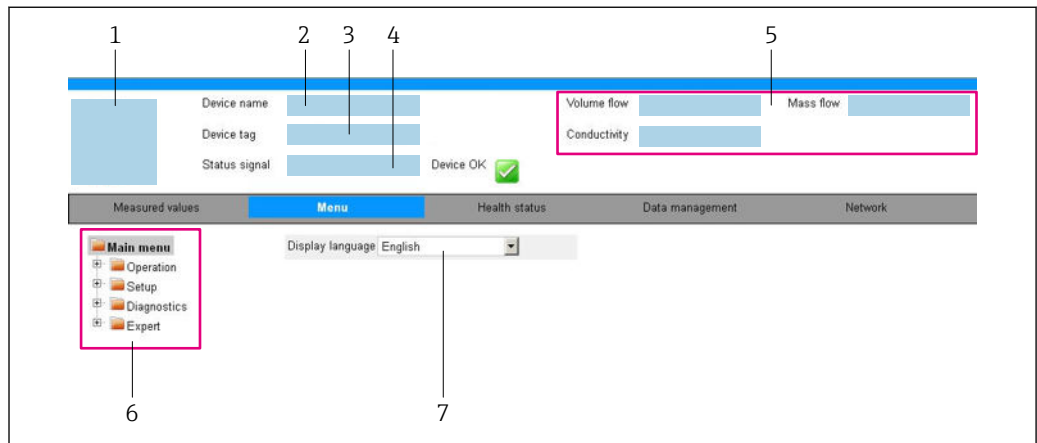 1 2 3 4 5
Device name
Volume flow
Mass flow
Device tag
Conductivity
Status signal
Device OK
Measured values Menu Health status Data management Network
Main menu
Display language English
Operation
Setup
Diagnostics
Expert
6 7